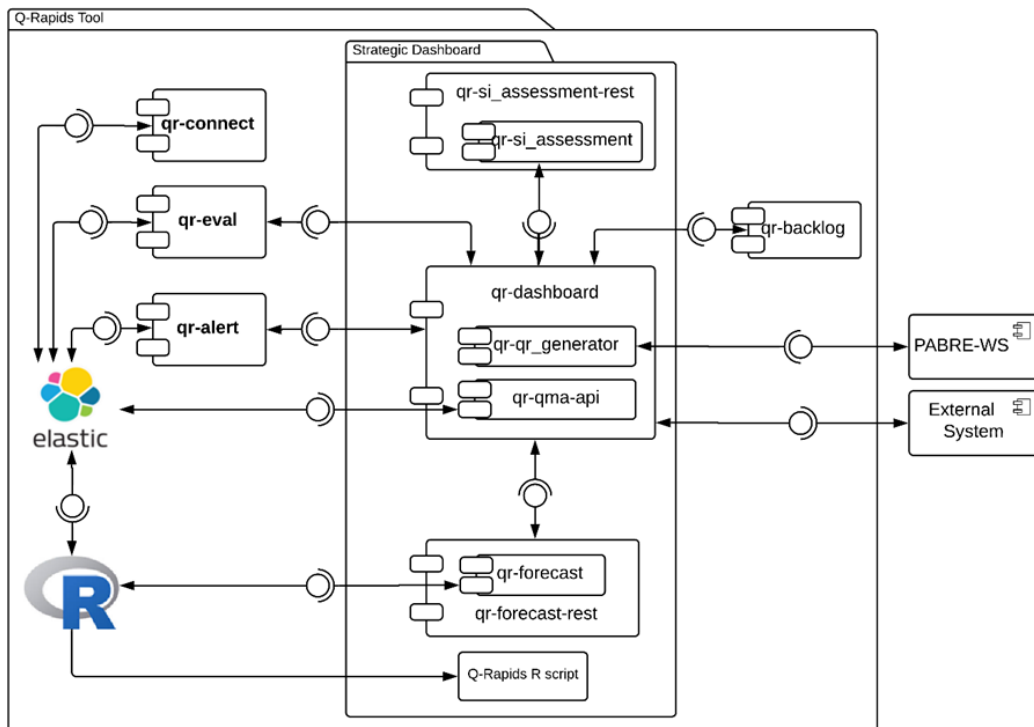 Q-Rapids Tool
Strategic Dashboard
qr-si_assessment-rest
qr-connect
qr-si_assessment
qr-eval
qr-backlog
qr-dashboard
qr-alert
qr-qr_generator
PABRE-WS
qr-qma-api
External
System
elastic
qr-forecast
R
qr-forecast-rest
Q-Rapids R script